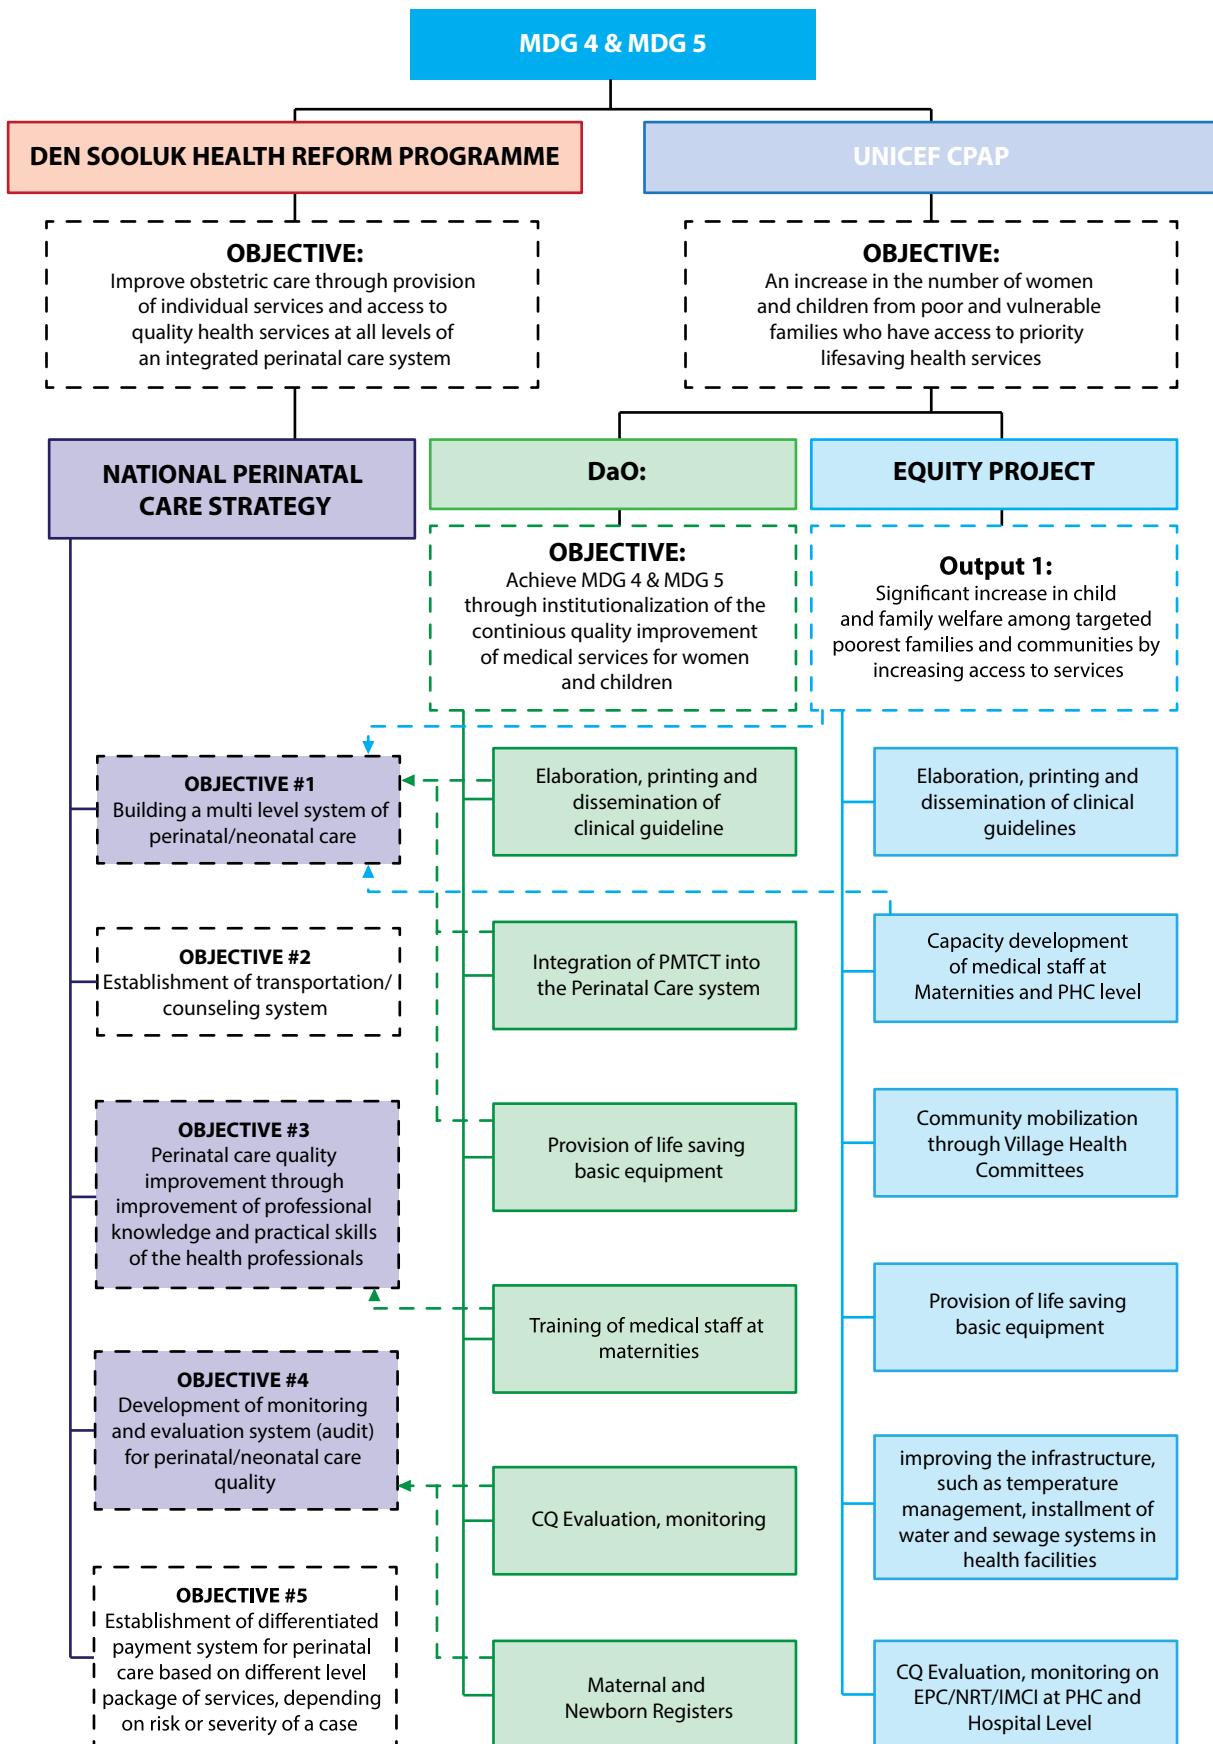 MDG 4 & MDG 5
DEN SOOLUK HEALTH REFORM PROGRAMME
UNICEF CPAP
OBJECTIVE:
Improve obstetric care through provision
of individual services and access to
quality health services at all levels of
an integrated perinatal care system
OBJECTIVE:
An increase in the number of women
and children from poor and vulnerable
families who have access to priority
lifesaving health services
NATIONAL PERINATAL
CARE STRATEGY
DaO:
EQUITY PROJECT
OBJECTIVE:
Achieve MDG 4 & MDG 5
through institutionalization of the
continious quality improvement
of medical services for women
and children
Output 1:
Significant increase in child
and family welfare among targeted
poorest families and communities by
increasing access to services
OBJECTIVE #1
Building a multi level system of
perinatal/neonatal care
OBJECTIVE #2
Establishment of transportation/
counseling system
OBJECTIVE #3
Perinatal care quality
improvement through
improvement of professional
knowledge and practical skills
of the health professionals
OBJECTIVE #4
Development of monitoring
and evaluation system (audit)
for perinatal/neonatal care
quality
OBJECTIVE #5
Establishment of differentiated
payment system for perinatal
care based on different level
package of services, depending
on risk or severity of a case
Elaboration, printing and
dissemination of
clinical guideline
Integration of PMTCT into
the Perinatal Care system
Provision of life saving
basic equipment
Training of medical staff at
maternities
CQ Evaluation, monitoring
Maternal and
Newborn Registers
Elaboration, printing and
dissemination of clinical
guidelines
Capacity development
of medical staff at
Maternities and PHC level
Community mobilization
through Village Health
Committees
Provision of life saving
basic equipment
improving the infrastructure,
such as temperature
management, installment of
water and sewage systems in
health facilities
CQ Evaluation, monitoring on
EPC/NRT/IMCI at PHC and
Hospital Level